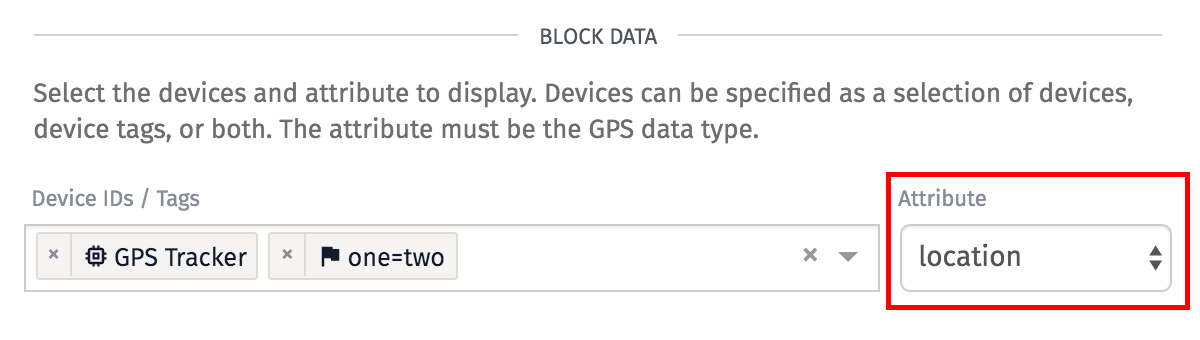 BLOCK DATA
Select the devices and attribute to display. Devices can be specified as a selection of devices,
device tags, or both. The attribute must be the GPS data type.
Device IDs / Tags
Attribute
× GPS Tracker × one=two ×
location